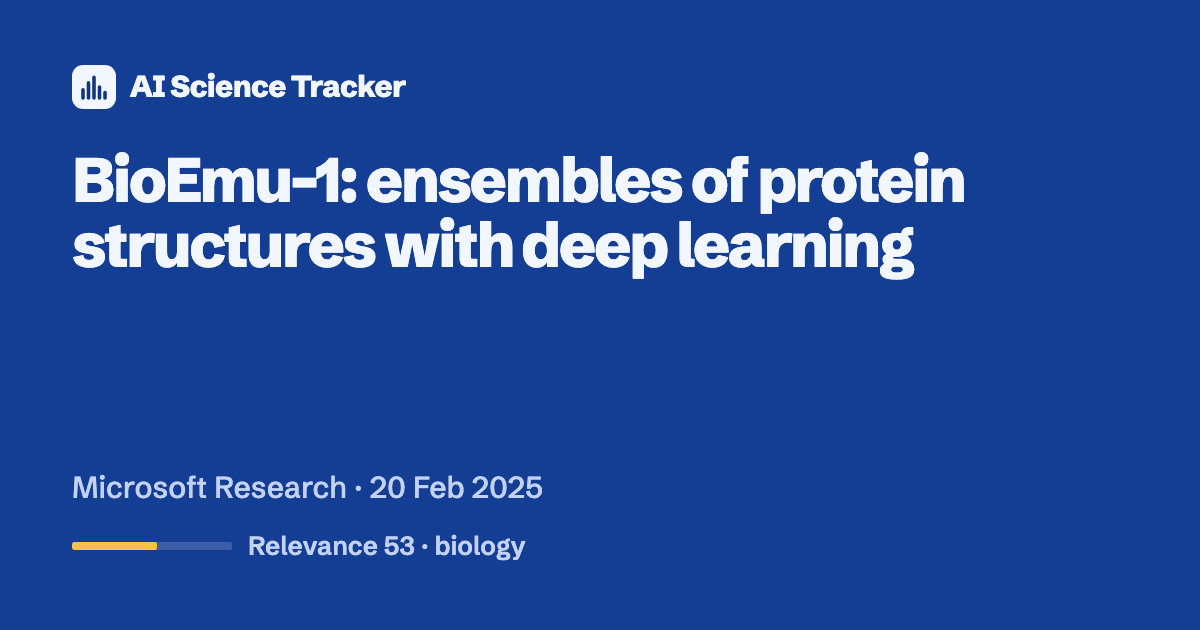 AI Science Tracker
BioEmu-1: ensembles of protein
structures with deep learning
Microsoft Research · 20 Feb 2025
Relevance 53 · biology